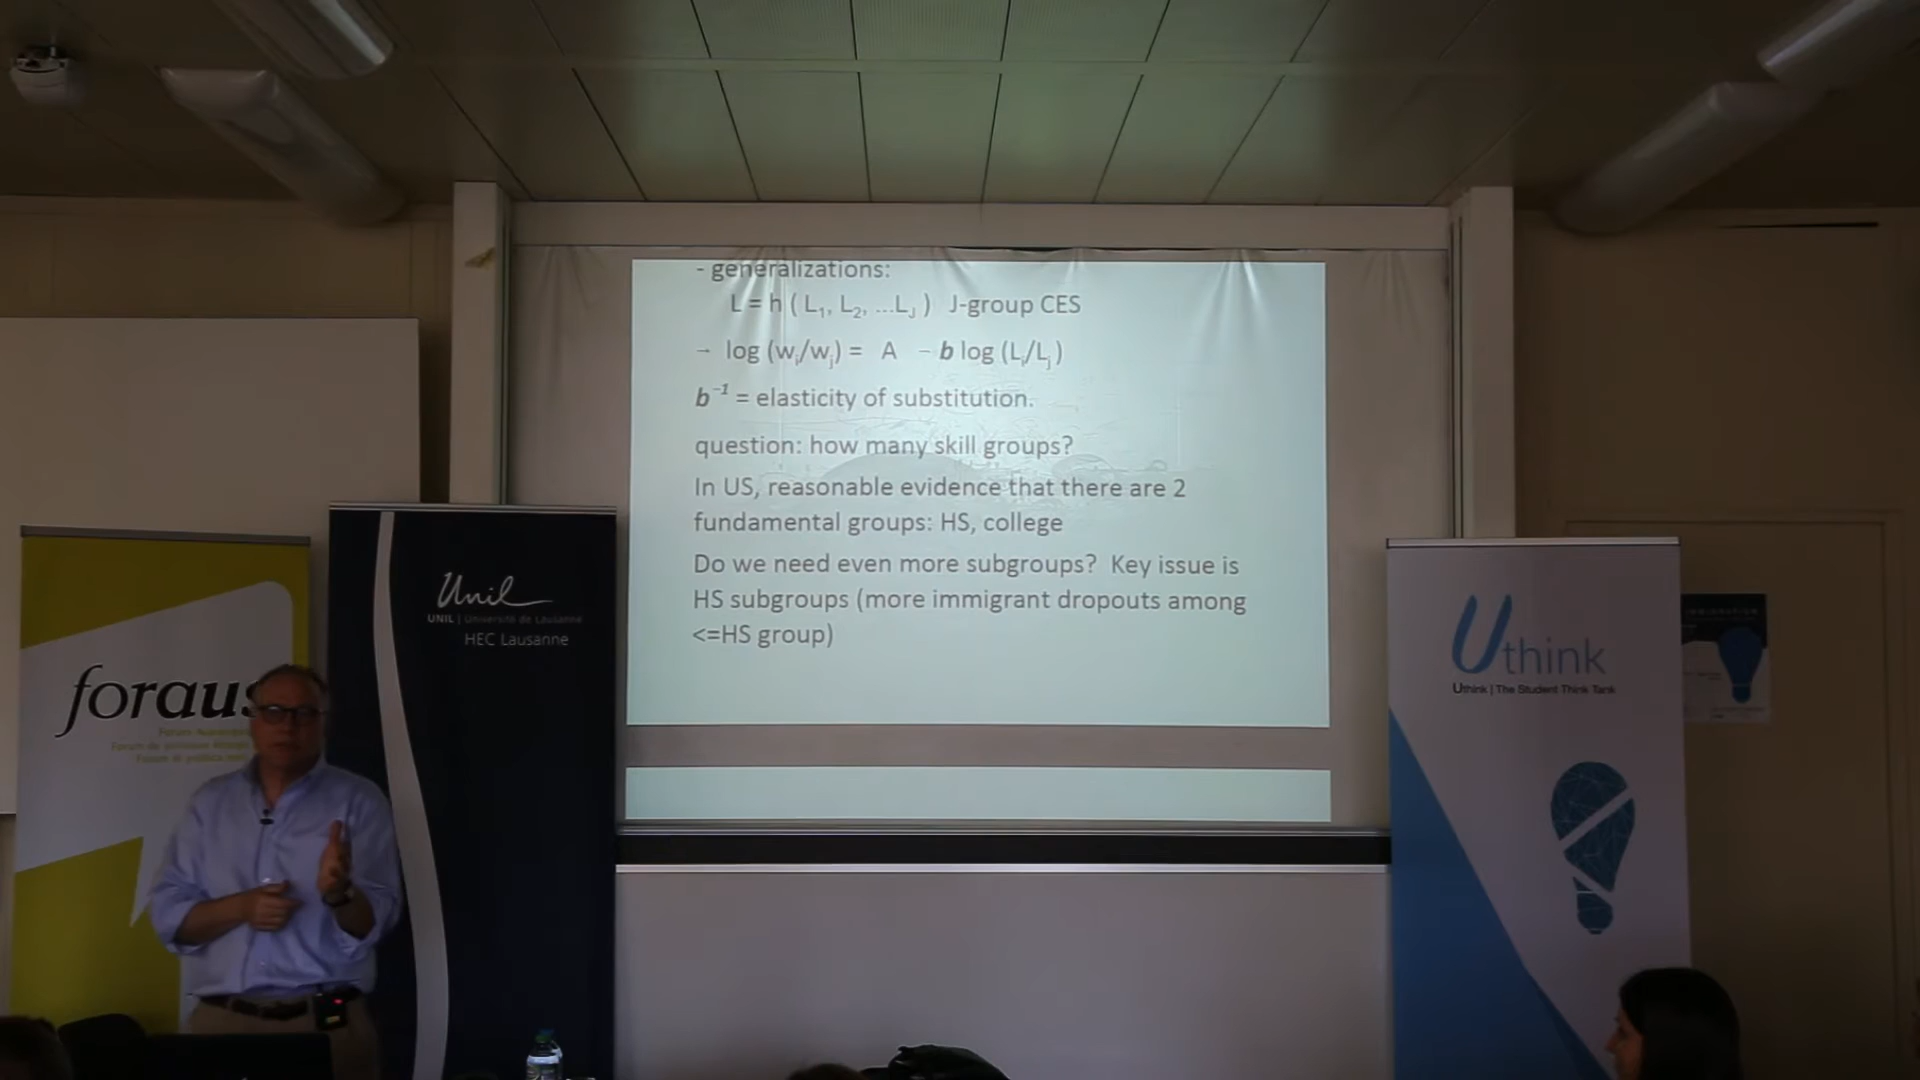 - generalizations:
L = h ( L₁, L₂, ...L_J ) J-group CES
– log (wᵢ/wⱼ) = A – b log (Lᵢ/Lⱼ)
b⁻¹ = elasticity of substitution.
question: how many skill groups?
In US, reasonable evidence that there are 2
fundamental groups: HS, college
Do we need even more subgroups? Key issue is
HS subgroups (more immigrant dropouts among
<=HS group)
foraus
Unil
UNIL | Université de Lausanne
HEC Lausanne
Uthink
Uthink | The Student Think Tank